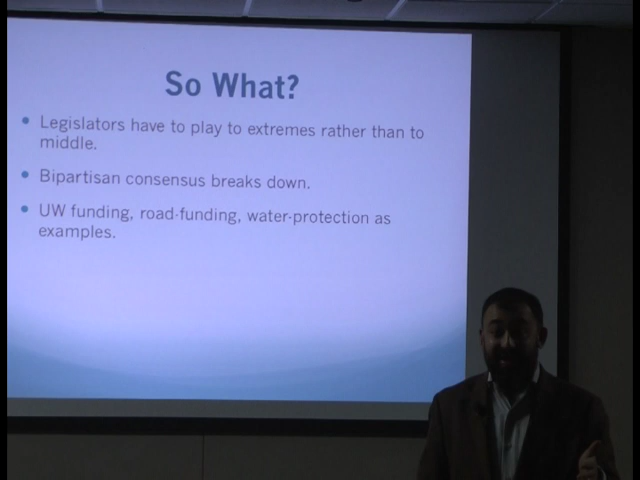 So What?
Legislators have to play to extremes rather than to
middle.
Bipartisan consensus breaks down.
UW funding, road-funding, water-protection as
examples.